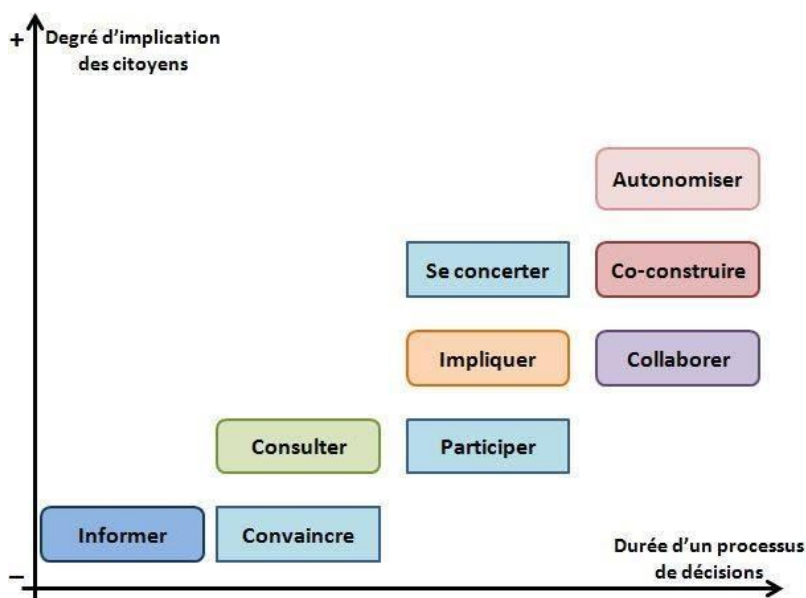 +
Degré d'implication
des citoyens
Autonomiser
Se concerter
Co-construire
Impliquer
Collaborer
Consulter
Participer
Informer
Convaincre
Durée d'un processus
de décisions
–
+